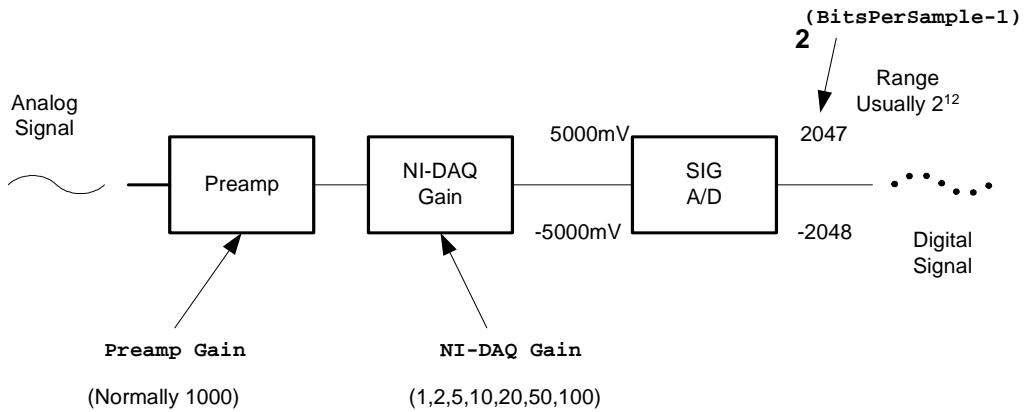 (BitsPerSample-1)
2
Range
Usually 2¹²
Analog
Signal
5000mV
2047
Preamp
NI-DAQ
Gain
SIG
A/D
-5000mV
-2048
Digital
Signal
Preamp Gain
NI-DAQ Gain
(Normally 1000)
(1,2,5,10,20,50,100)